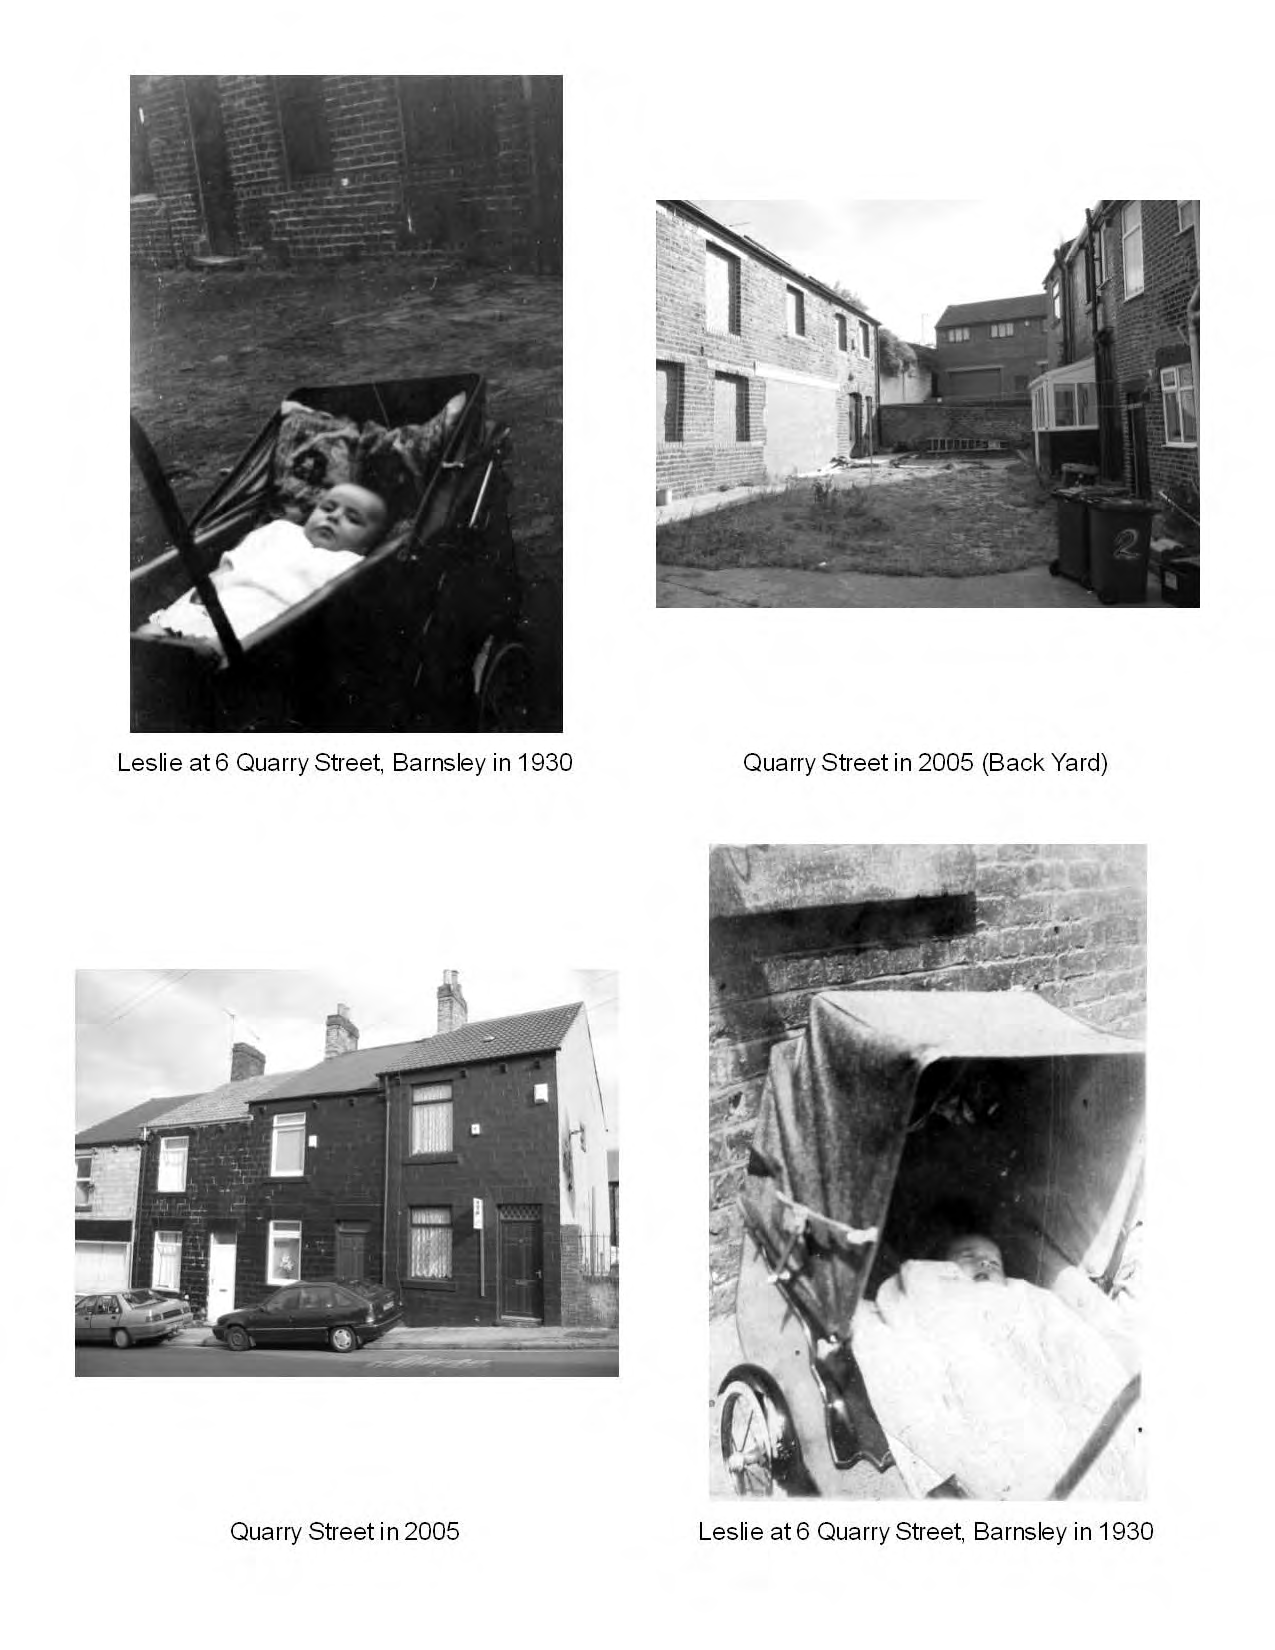 Leslie at 6 Quarry Street, Barnsley in 1930
Quarry Street in 2005 (Back Yard)
2
Quarry Street in 2005
Leslie at 6 Quarry Street, Barnsley in 1930